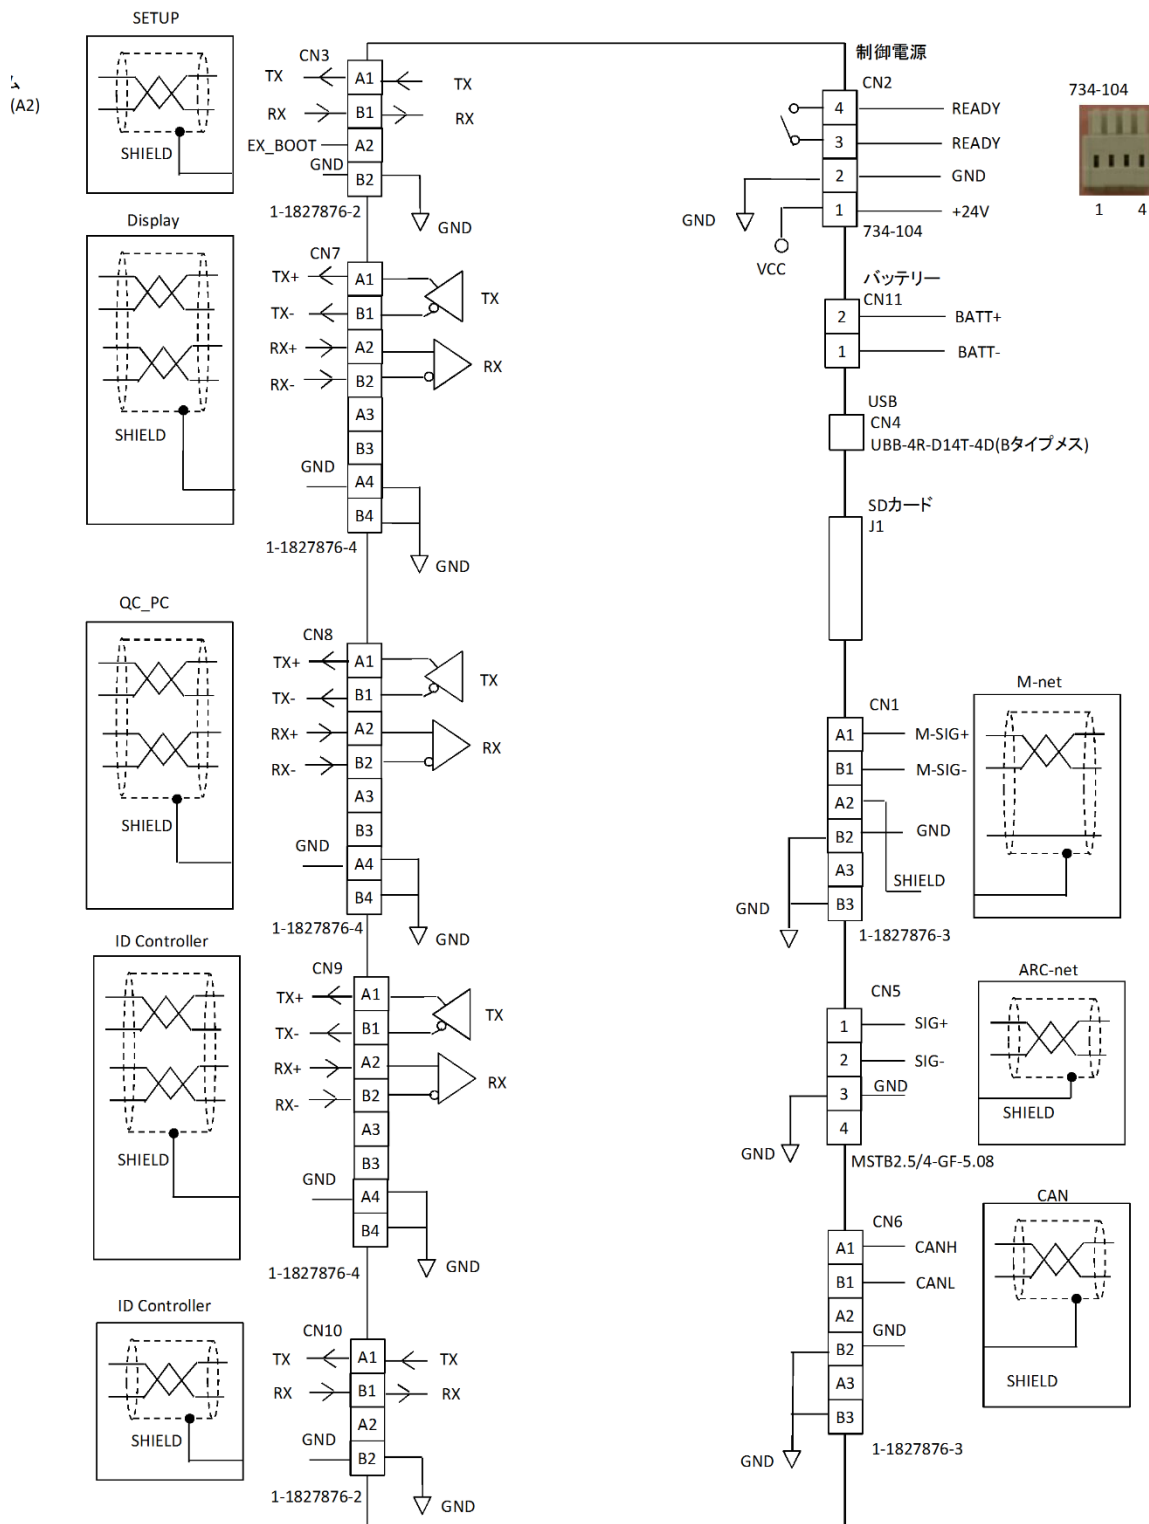 SETUP
(A2)
CN3
TX
A1
TX
RX
B1
RX
EX_BOOT
A2
GND
B2
SHIELD
1-1827876-2
GND
Display
CN7
TX+
A1
TX-
B1
TX
RX+
A2
RX-
B2
RX
A3
B3
GND
A4
B4
SHIELD
1-1827876-4
GND
QC_PC
CN8
TX+
A1
TX-
B1
TX
RX+
A2
RX-
B2
RX
A3
B3
GND
A4
B4
SHIELD
1-1827876-4
GND
ID Controller
CN9
TX+
A1
TX-
B1
TX
RX+
A2
RX-
B2
RX
A3
B3
GND
A4
B4
SHIELD
1-1827876-4
GND
ID Controller
CN10
TX
A1
TX
RX
B1
RX
A2
GND
B2
SHIELD
1-1827876-2
GND
制御電源
CN2
4
READY
3
READY
2
GND
1
+24V
GND
VCC
734-104
734-104
1 4
バッテリー
CN11
2
BATT+
1
BATT-
USB
CN4
UBB-4R-D14T-4D(Bタイプメス)
SDカード
J1
M-net
CN1
A1
M-SIG+
B1
M-SIG-
A2
B2
GND
A3
SHIELD
B3
GND
1-1827876-3
ARC-net
CN5
1
SIG+
2
SIG-
3
GND
4
GND
SHIELD
MSTB2.5/4-GF-5.08
CAN
CN6
A1
CANH
B1
CANL
A2
GND
B2
A3
B3
SHIELD
GND
1-1827876-3